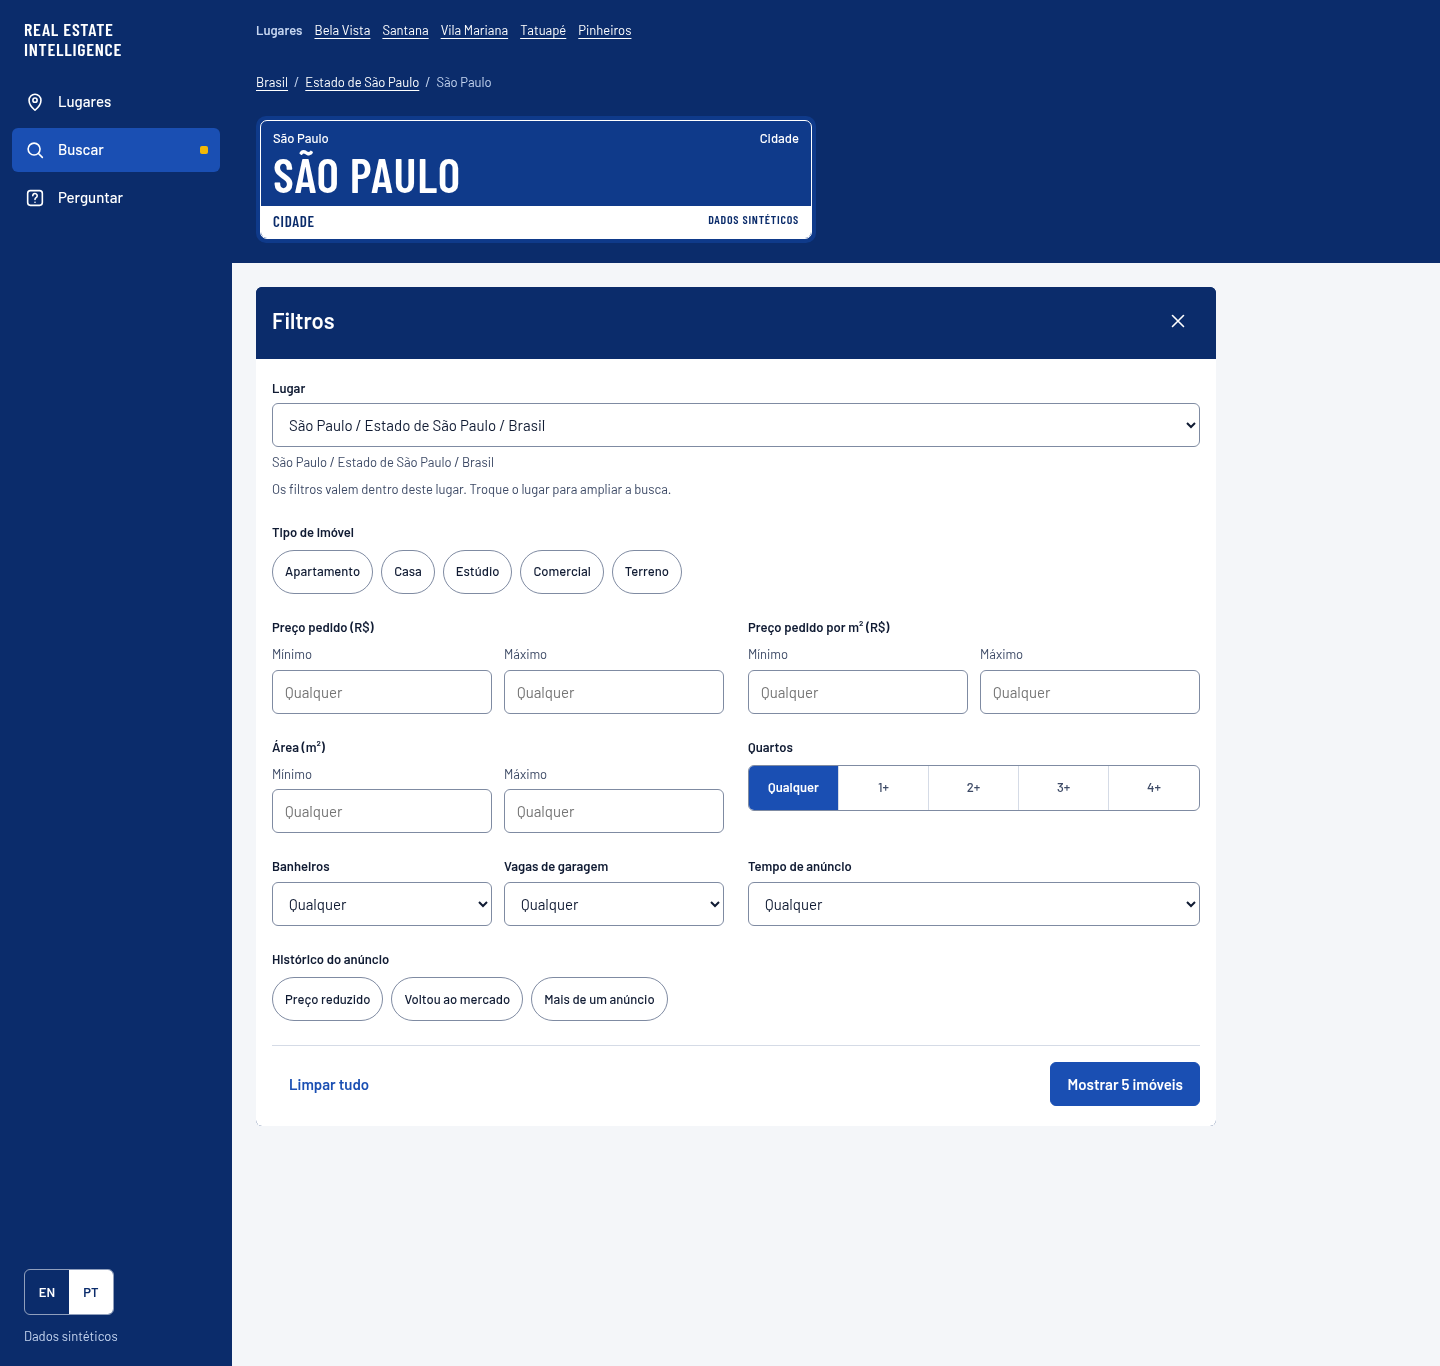 REAL ESTATE
INTELLIGENCE
Lugares
Buscar
Perguntar
EN PT
Dados sintéticos
Lugares Bela Vista Santana Vila Mariana Tatuapé Pinheiros
Brasil / Estado de São Paulo / São Paulo
São Paulo Cidade
SÃO PAULO
CIDADE DADOS SINTÉTICOS
Filtros
Lugar
São Paulo / Estado de São Paulo / Brasil
São Paulo / Estado de São Paulo / Brasil
Os filtros valem dentro deste lugar. Troque o lugar para ampliar a busca.
Tipo de imóvel
Apartamento Casa Estúdio Comercial Terreno
Preço pedido (R$) Preço pedido por m² (R$)
Mínimo Máximo Mínimo Máximo
Qualquer Qualquer Qualquer Qualquer
Área (m²) Quartos
Mínimo Máximo
Qualquer 1+ 2+ 3+ 4+
Qualquer Qualquer
Banheiros Vagas de garagem Tempo de anúncio
Qualquer Qualquer Qualquer
Histórico do anúncio
Preço reduzido Voltou ao mercado Mais de um anúncio
Limpar tudo Mostrar 5 imóveis